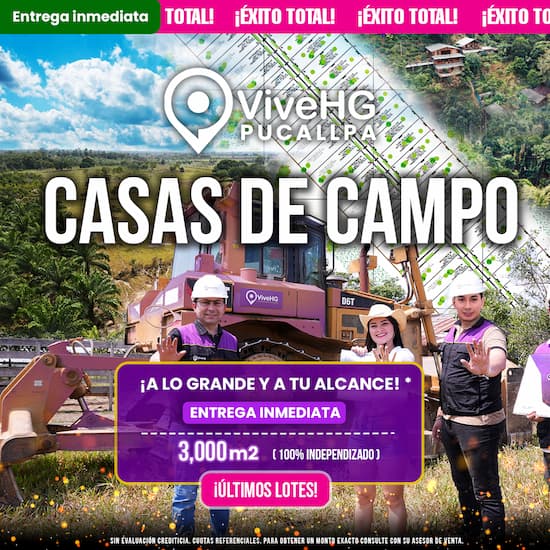 Entrega inmediata
TOTAL! ¡ÉXITO TOTAL! ¡ÉXITO TOTAL! ¡ÉXITO TO
ViveHG
PUCALLPA
CASAS DE CAMPO
ViveHG
D6T
¡A LO GRANDE Y A TU ALCANCE! *
ENTREGA INMEDIATA
3,000 m2 ( 100% INDEPENDIZADO )
¡ÚLTIMOS LOTES!
SIN EVALUACIÓN CREDITICIA. CUOTAS REFERENCIALES. PARA OBTENER UN MONTO EXACTO CONSULTE CON SU ASESOR DE VENTA.